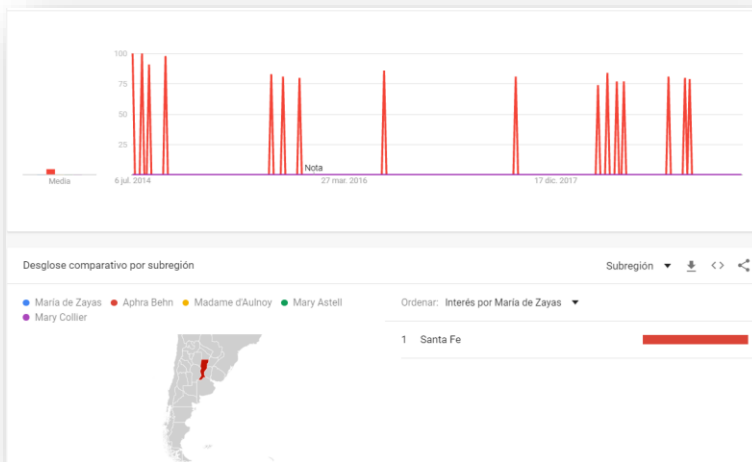 100
75
50
25
Nota
Media
6 jul. 2014
27 mar. 2016
17 dic. 2017
Desglose comparativo por subregión
Subregión
María de Zayas
Aphra Behn
Madame d'Aulnoy
Mary Astell
Mary Collier
Ordenar: Interés por María de Zayas
1 Santa Fe